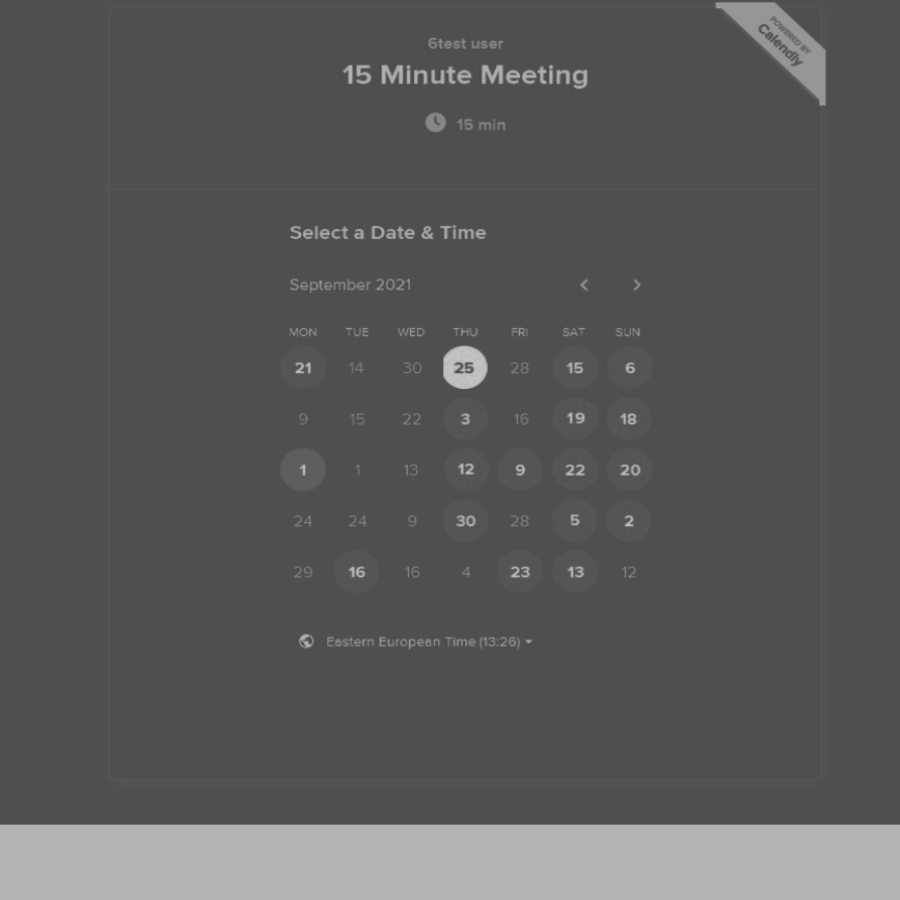 POWERED BY
Calendly
6test user
15 Minute Meeting
15 min
Select a Date & Time
September 2021
MON TUE WED THU FRI SAT SUN
21 14 30 25 28 15 6
9 15 22 3 16 19 18
1 1 13 12 9 22 20
24 24 9 30 28 5 2
29 16 16 4 23 13 12
Eastern European Time (13:26)